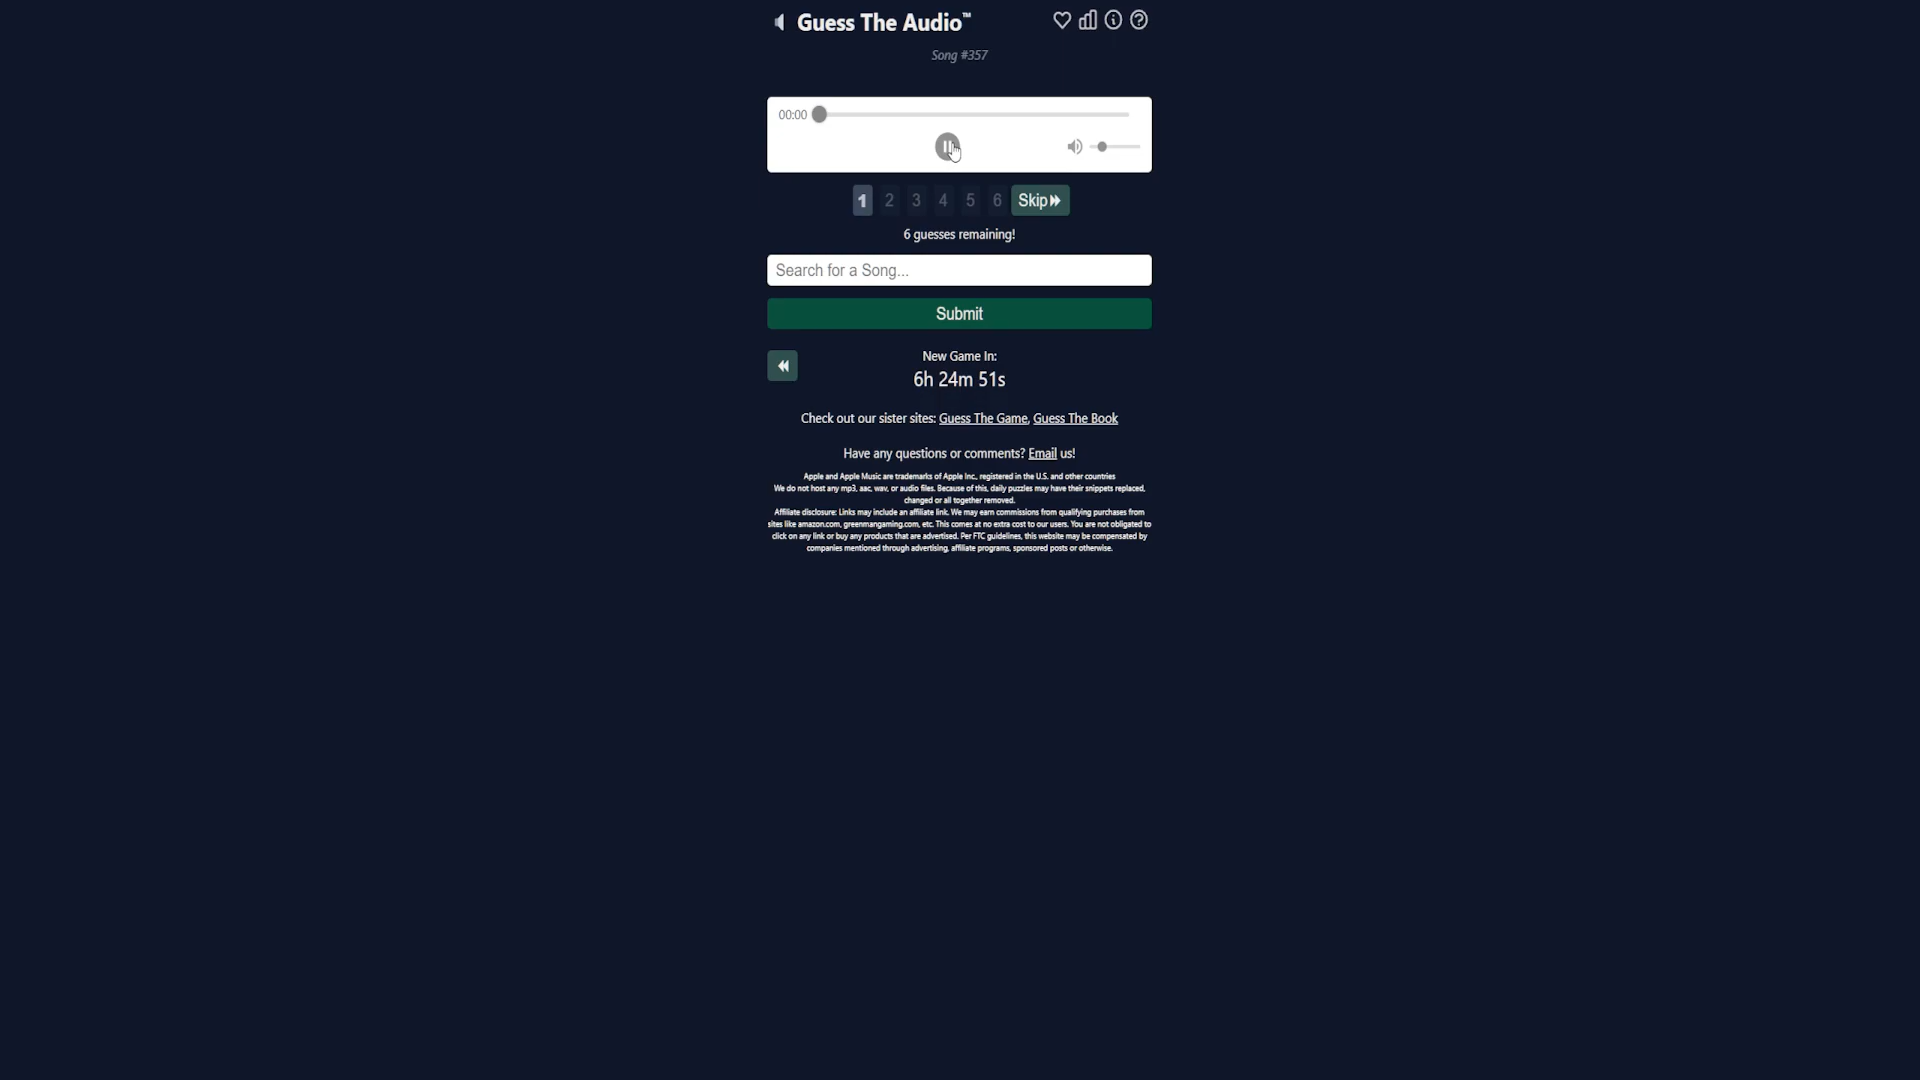 Guess The Audio™
Song #357
00:00
1 2 3 4 5 6 Skip
6 guesses remaining!
Search for a Song...
Submit
New Game In:
6h 24m 51s
Check out our sister sites: Guess The Game, Guess The Book
Have any questions or comments? Email us!
Apple and Apple Music are trademarks of Apple Inc., registered in the U.S. and other countries
We do not host any mp3, aac, wav, or audio files. Because of this, daily puzzles may have their snippets replaced,
changed or all together removed.
Affiliate disclosure: Links may include an affiliate link. We may earn commissions from qualifying purchases from
sites like amazon.com, greenmangaming.com, etc. This comes at no extra cost to our users. You are not obligated to
click on any link or buy any products that are advertised. Per FTC guidelines, this website may be compensated by
companies mentioned through advertising, affiliate programs, sponsored posts or otherwise.